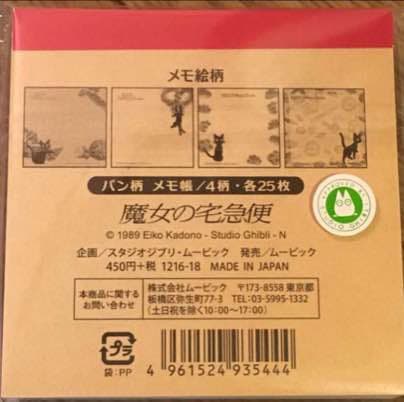 メモ絵柄
パン柄 メモ帳/4柄・各25枚
魔女の宅急便
© 1989 Eiko Kadono - Studio Ghibli - N
企画/スタジオジブリ・ムービック 発売/ムービック
450円+税 1216-18 MADE IN JAPAN
本商品に関する
お問い合わせ
株式会社ムービック 〒173-8558 東京都
板橋区弥生町77-3 TEL 03-5995-1332
(土日祝を除く10:00〜17:00)
プラ
袋:PP
4 961524 935444